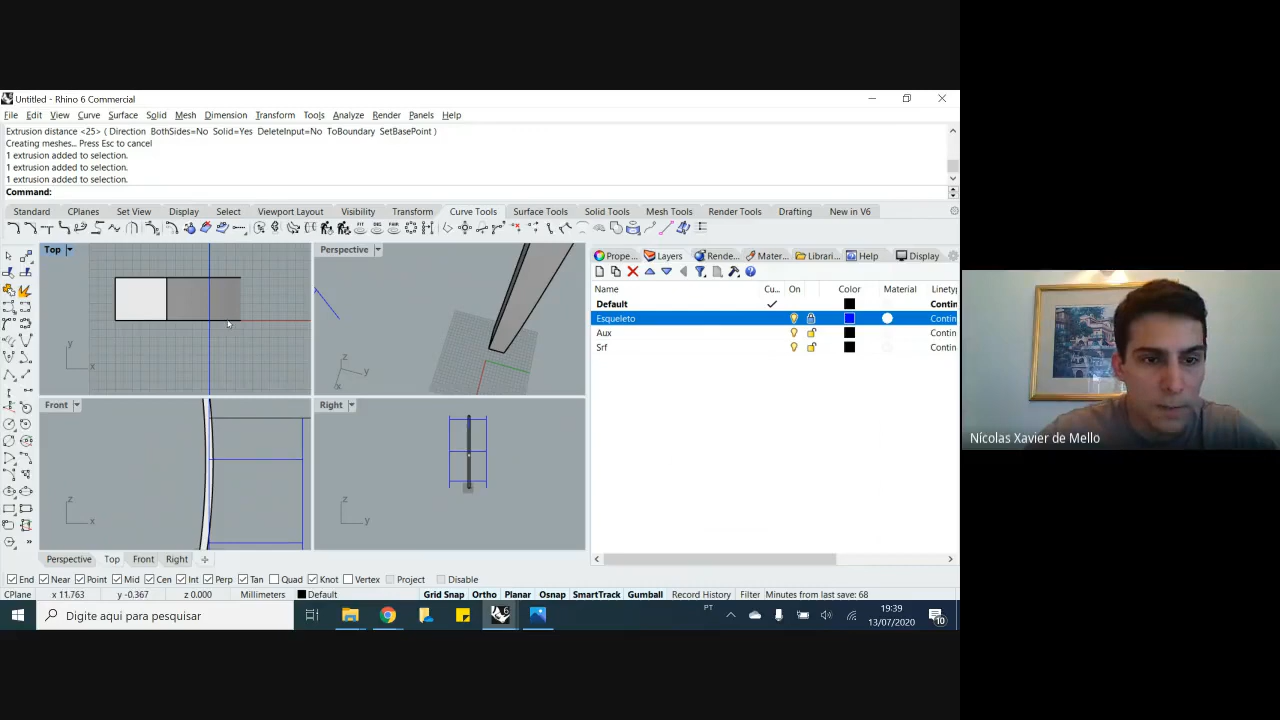 Untitled - Rhino 6 Commercial
File Edit View Curve Surface Solid Mesh Dimension Transform Tools Analyze Render Panels Help
Extrusion distance <25> ( Direction BothSides=No Solid=Yes DeleteInput=No ToBoundary SetBasePoint )
Creating meshes... Press Esc to cancel
1 extrusion added to selection.
1 extrusion added to selection.
1 extrusion added to selection.
Command:
Standard CPlanes Set View Display Select Viewport Layout Visibility Transform Curve Tools Surface Tools Solid Tools Mesh Tools Render Tools Drafting New in V6
Top Perspective
Prope... Layers Rende... Mater... Librari... Help Display
Name Cu... On Color Material Linety
Default Contin
Esqueleto Contin
Aux Contin
Srf Contin
y x
z y x
Front Right
z x
z y
Nícolas Xavier de Mello
Perspective Top Front Right
End Near Point Mid Cen Int Perp Tan Quad Knot Vertex Project Disable
CPlane x 11.763 y -0.367 z 0.000 Millimeters Default Grid Snap Ortho Planar Osnap SmartTrack Gumball Record History Filter Minutes from last save: 68
Digite aqui para pesquisar
PT
19:39
13/07/2020
10